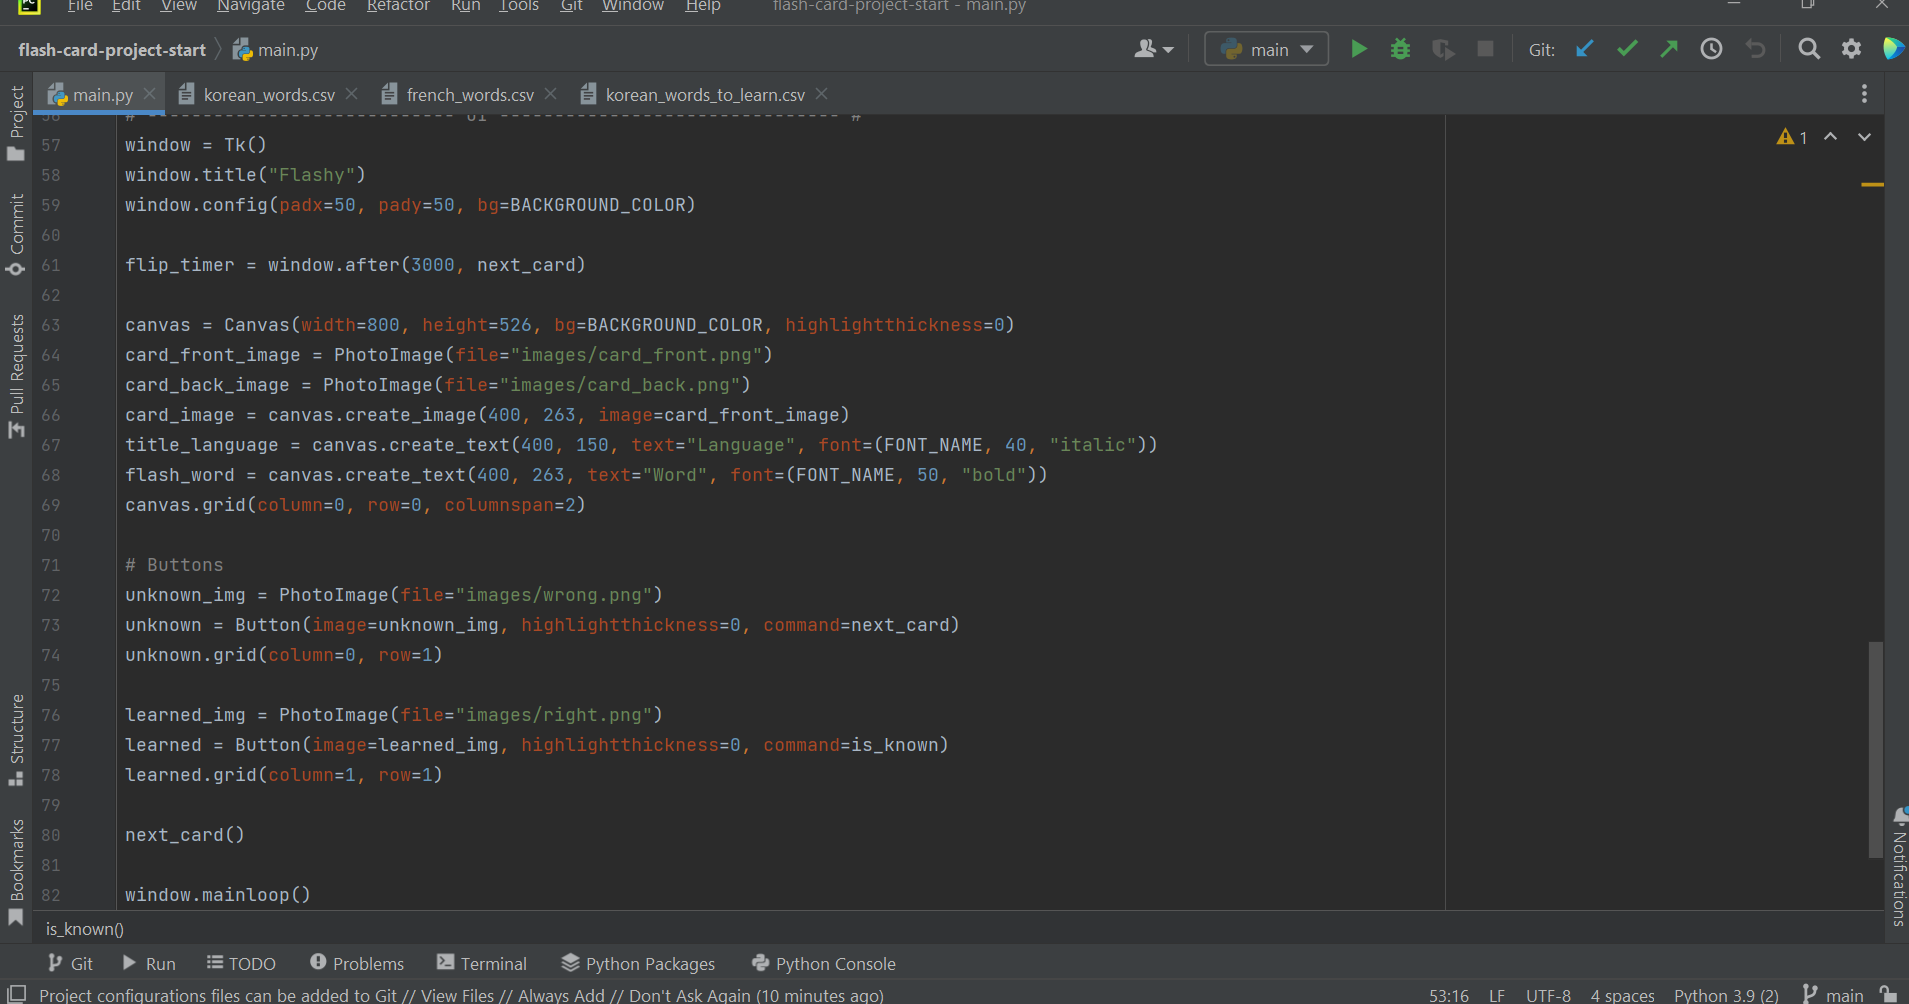 PC File Edit View Navigate Code Refactor Run Tools Git Window Help flash-card-project-start - main.py
flash-card-project-start main.py main Git:
main.py korean_words.csv french_words.csv korean_words_to_learn.csv
Project
Commit
Pull Requests
Structure
Bookmarks
1
56 # ---------------------------- UI ------------------------------- #
57 window = Tk()
58 window.title("Flashy")
59 window.config(padx=50, pady=50, bg=BACKGROUND_COLOR)
60
61 flip_timer = window.after(3000, next_card)
62
63 canvas = Canvas(width=800, height=526, bg=BACKGROUND_COLOR, highlightthickness=0)
64 card_front_image = PhotoImage(file="images/card_front.png")
65 card_back_image = PhotoImage(file="images/card_back.png")
66 card_image = canvas.create_image(400, 263, image=card_front_image)
67 title_language = canvas.create_text(400, 150, text="Language", font=(FONT_NAME, 40, "italic"))
68 flash_word = canvas.create_text(400, 263, text="Word", font=(FONT_NAME, 50, "bold"))
69 canvas.grid(column=0, row=0, columnspan=2)
70
71 # Buttons
72 unknown_img = PhotoImage(file="images/wrong.png")
73 unknown = Button(image=unknown_img, highlightthickness=0, command=next_card)
74 unknown.grid(column=0, row=1)
75
76 learned_img = PhotoImage(file="images/right.png")
77 learned = Button(image=learned_img, highlightthickness=0, command=is_known)
78 learned.grid(column=1, row=1)
79
80 next_card()
81
82 window.mainloop()
Notifications
is_known()
Git Run TODO Problems Terminal Python Packages Python Console
Project configurations files can be added to Git // View Files // Always Add // Don't Ask Again (10 minutes ago) 53:16 LF UTF-8 4 spaces Python 3.9 (2) main